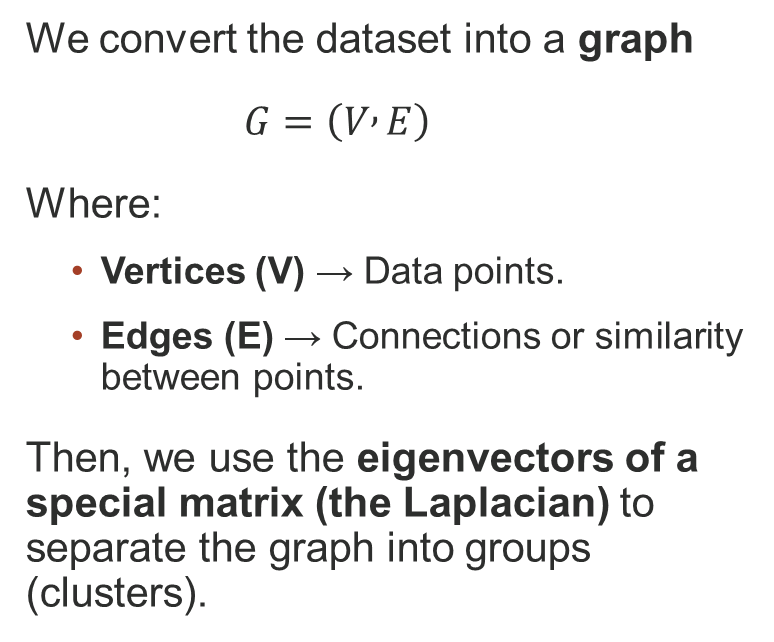 We convert the dataset into a graph
G = (V, E)
Where:
• Vertices (V) → Data points.
• Edges (E) → Connections or similarity
between points.
Then, we use the eigenvectors of a
special matrix (the Laplacian) to
separate the graph into groups
(clusters).